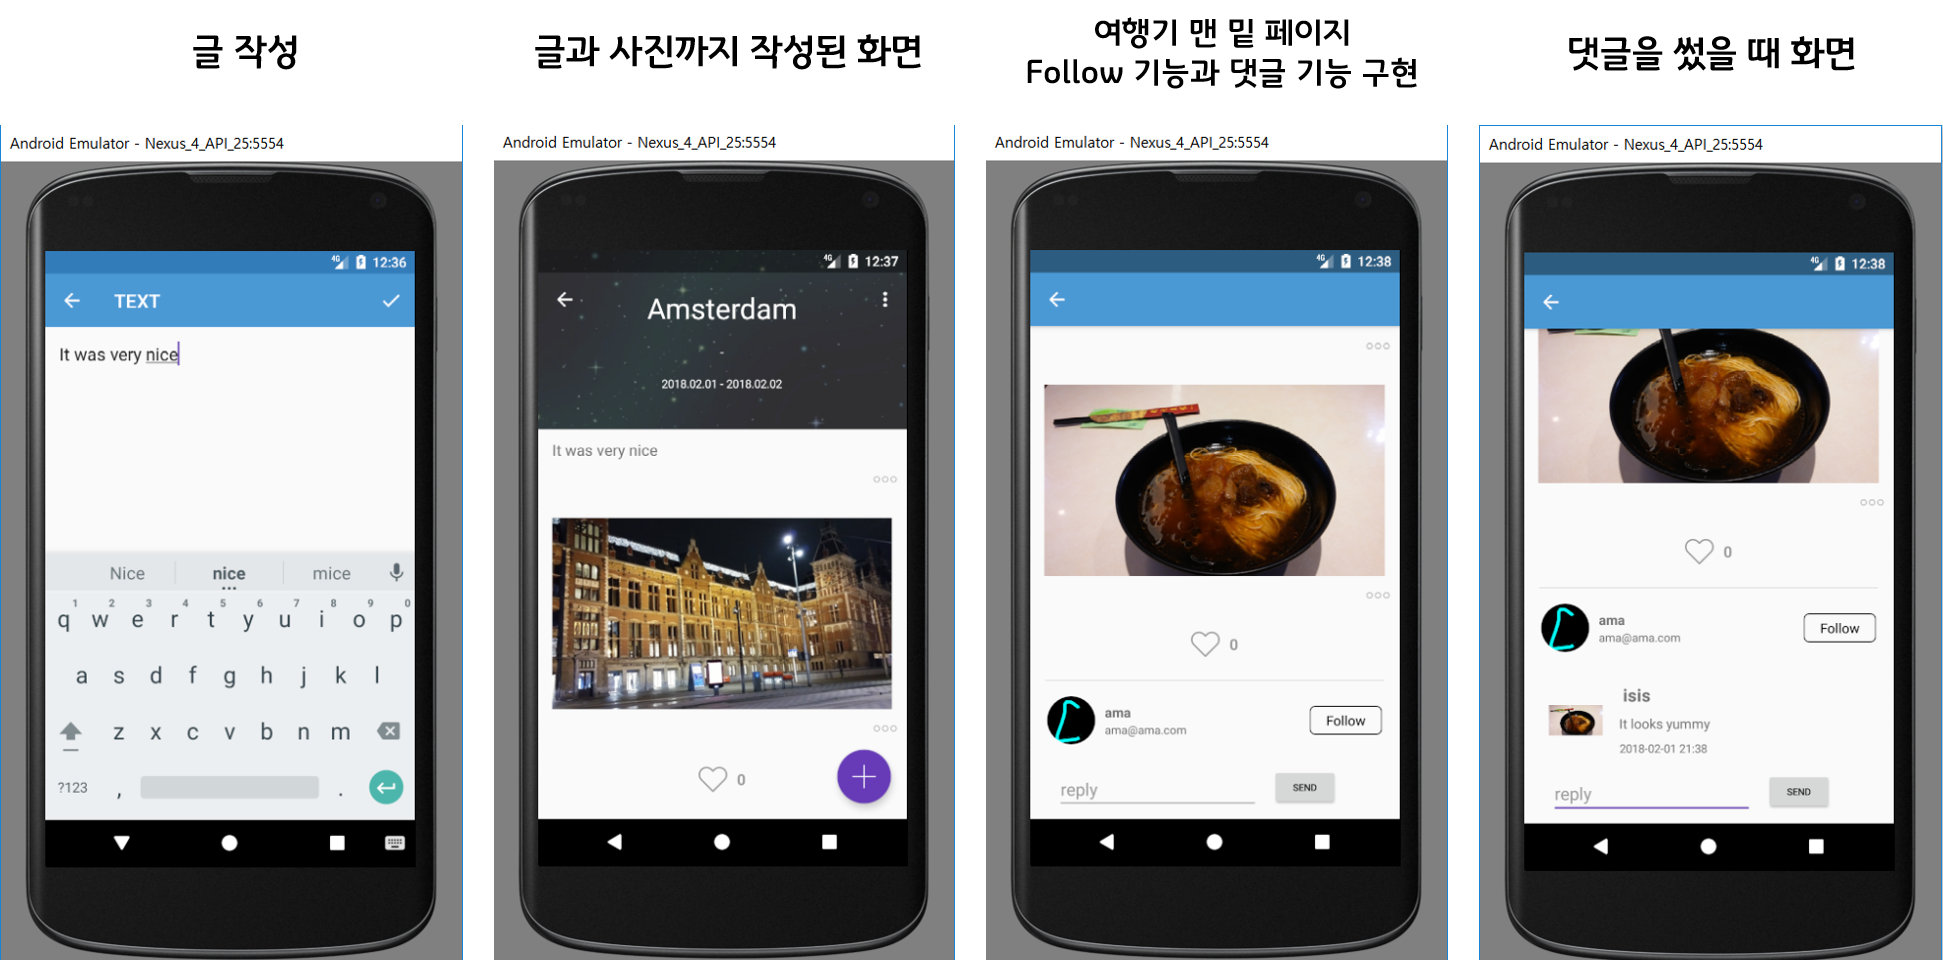 글 작성
글과 사진까지 작성된 화면
여행기 맨 밑 페이지
Follow 기능과 댓글 기능 구현
댓글을 썼을 때 화면
Android Emulator - Nexus_4_API_25:5554
4G 12:36
TEXT
It was very nice
Nice nice mice
1 2 3 4 5 6 7 8 9 0
q w e r t y u i o p
a s d f g h j k l
z x c v b n m
?123 , .
Android Emulator - Nexus_4_API_25:5554
4G 12:37
Amsterdam
2018.02.01 - 2018.02.02
It was very nice
0
Android Emulator - Nexus_4_API_25:5554
4G 12:38
0
ama
ama@ama.com
Follow
reply
SEND
Android Emulator - Nexus_4_API_25:5554
4G 12:38
0
ama
ama@ama.com
Follow
isis
It looks yummy
2018-02-01 21:38
reply
SEND